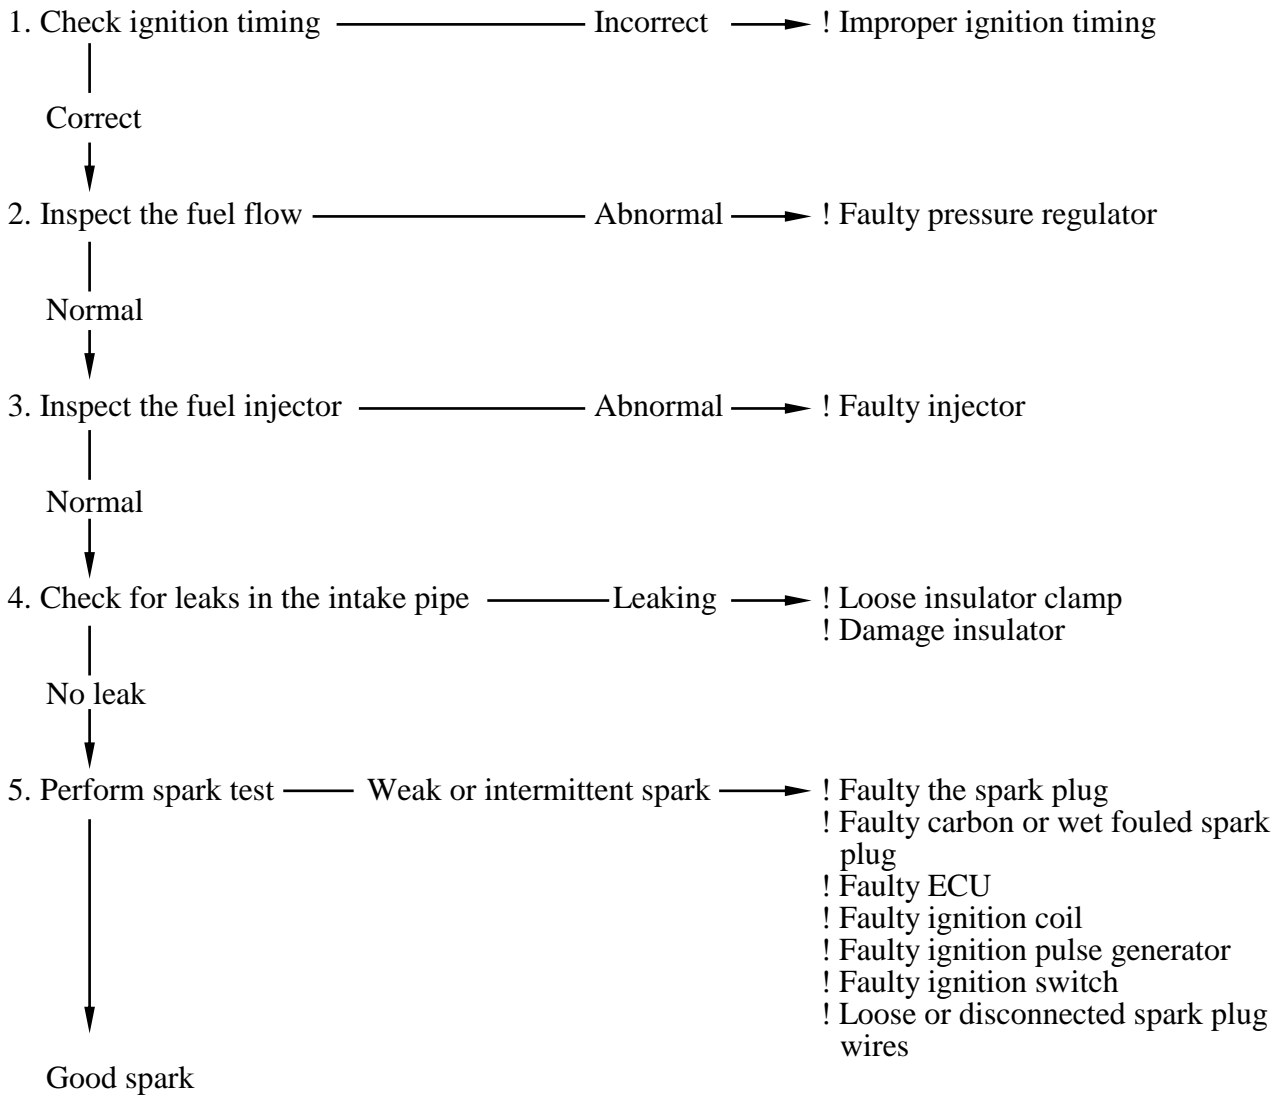 1. Check ignition timing Incorrect ! Improper ignition timing
Correct
2. Inspect the fuel flow Abnormal ! Faulty pressure regulator
Normal
3. Inspect the fuel injector Abnormal ! Faulty injector
Normal
4. Check for leaks in the intake pipe Leaking ! Loose insulator clamp
! Damage insulator
No leak
5. Perform spark test Weak or intermittent spark ! Faulty the spark plug
! Faulty carbon or wet fouled spark
plug
! Faulty ECU
! Faulty ignition coil
! Faulty ignition pulse generator
! Faulty ignition switch
! Loose or disconnected spark plug
wires
Good spark